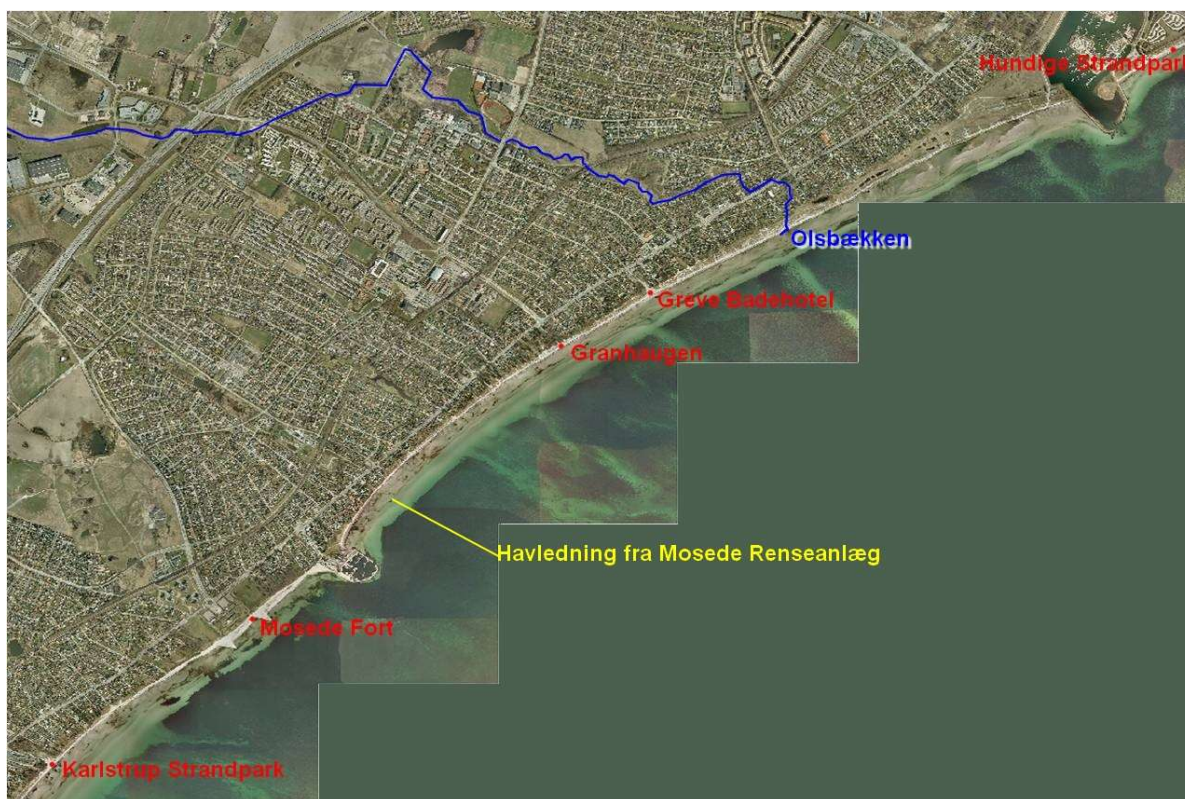 Hundige Strandpark
Olsbækken
Greve Badehotel
Granhaugen
Havledning fra Mosede Renseanlæg
Mosede Fort
Karlstrup Strandpark